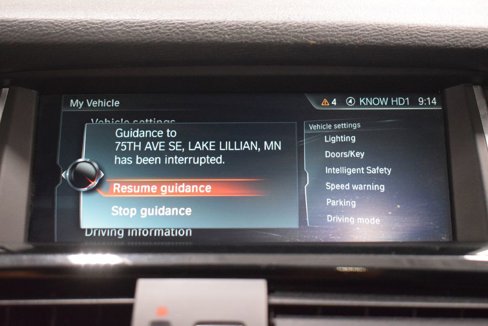 My Vehicle
4 KNOW HD1 9:14
Vehicle settings
Guidance to
75TH AVE SE, LAKE LILLIAN, MN
has been interrupted.
Resume guidance
Stop guidance
Driving information
Vehicle settings
Lighting
Doors/Key
Intelligent Safety
Speed warning
Parking
Driving mode